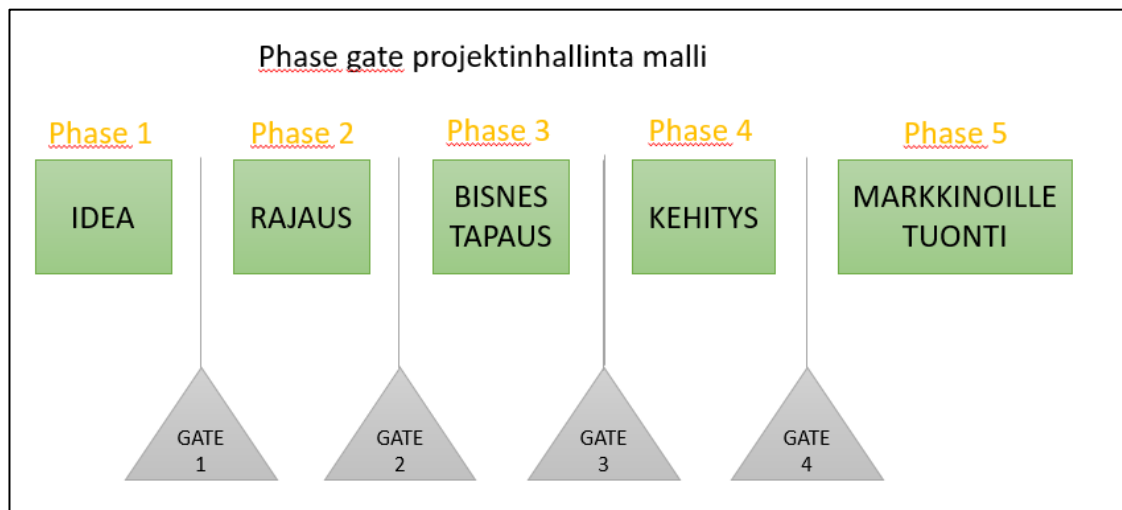 Phase gate projektinhallinta malli
Phase 1
Phase 2
Phase 3
Phase 4
Phase 5
IDEA
RAJAUS
BISNES
TAPAUS
KEHITYS
MARKKINOILLE
TUONTI
GATE
1
GATE
2
GATE
3
GATE
4